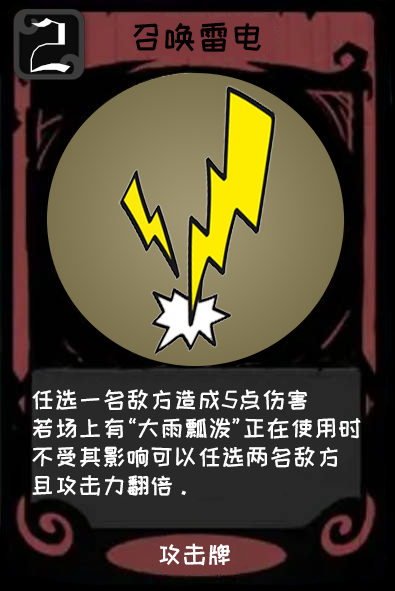 2
召唤雷电
任选一名敌方造成5点伤害
若场上有“大雨瓢泼”正在使用时
不受其影响可以任选两名敌方
且攻击力翻倍.
攻击牌